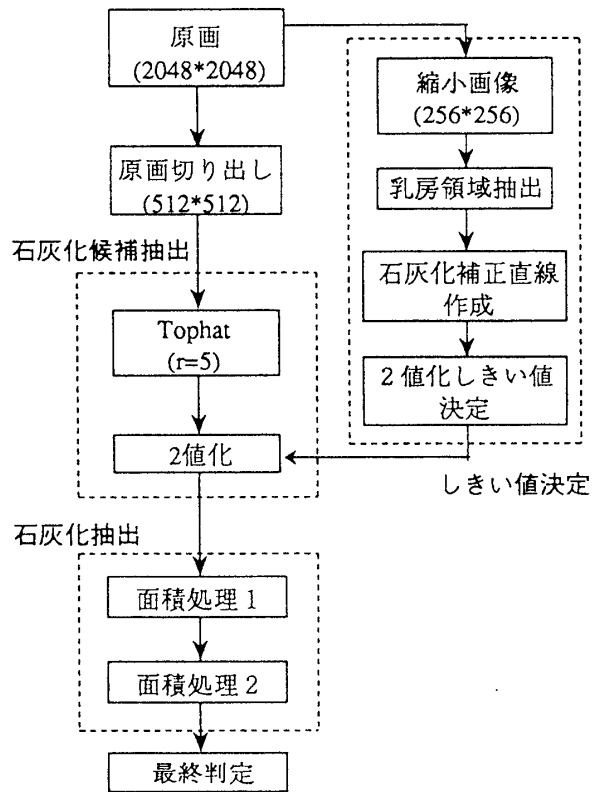 原画
(2048*2048)
縮小画像
(256*256)
原画切り出し
(512*512)
乳房領域抽出
石灰化候補抽出
石灰化補正直線
作成
Tophat
(r=5)
2値化しきい値
決定
2値化
しきい値決定
石灰化抽出
面積処理1
面積処理2
最終判定